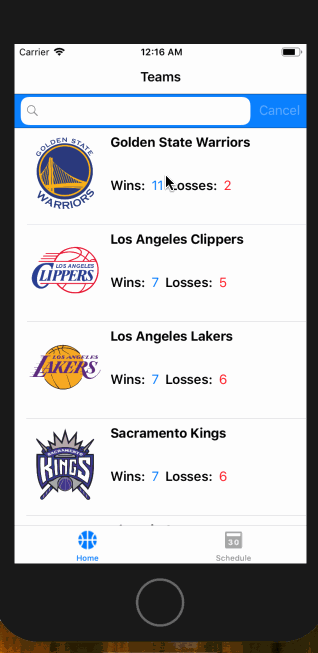 Carrier 12:16 AM
Teams
Cancel
GOLDEN STATE
WARRIORS
Golden State Warriors
Wins: 11 Losses: 2
LOS ANGELES
CLIPPERS
Los Angeles Clippers
Wins: 7 Losses: 5
LOS ANGELES
LAKERS
Los Angeles Lakers
Wins: 7 Losses: 6
SACRAMENTO
KINGS
Sacramento Kings
Wins: 7 Losses: 6
30
Home Schedule